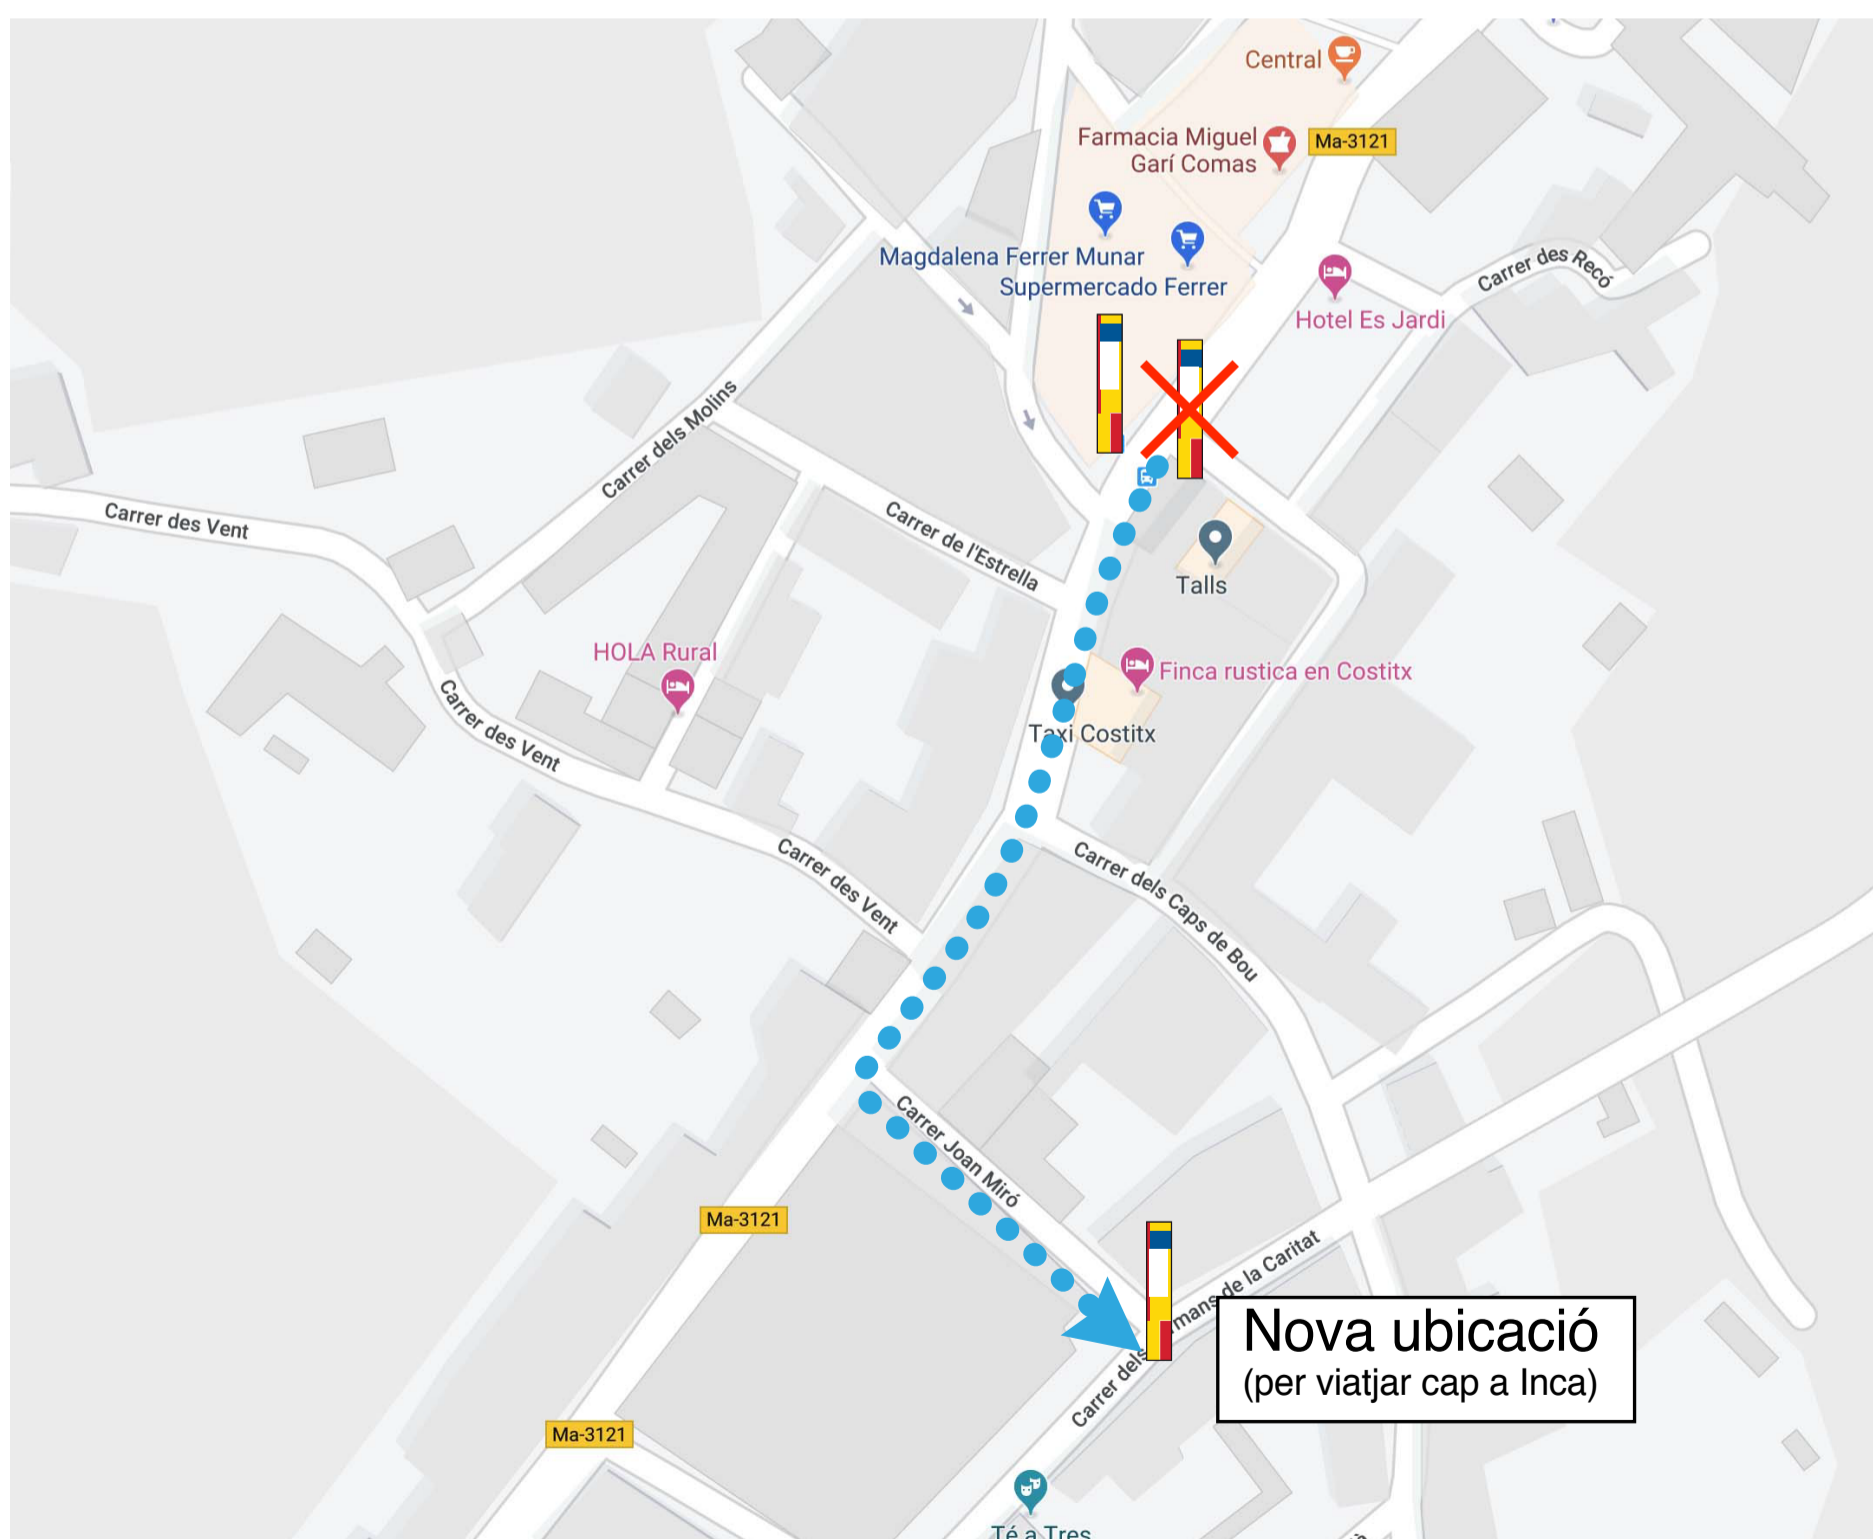 Central
Farmacia Miguel
Garí Comas
Ma-3121
Magdalena Ferrer Munar
Supermercado Ferrer
Carrer des Recó
Hotel Es Jardi
Carrer dels Molins
Carrer des Vent
Carrer de l'Estrella
Talls
HOLA Rural
Finca rustica en Costitx
Carrer des Vent
Taxi Costitx
Carrer des Vent
Carrer dels Caps de Bou
Carrer Joan Miró
Ma-3121
Carrer dels mans de la Caritat
Nova ubicació
(per viatjar cap a Inca)
Ma-3121
Té a Tres